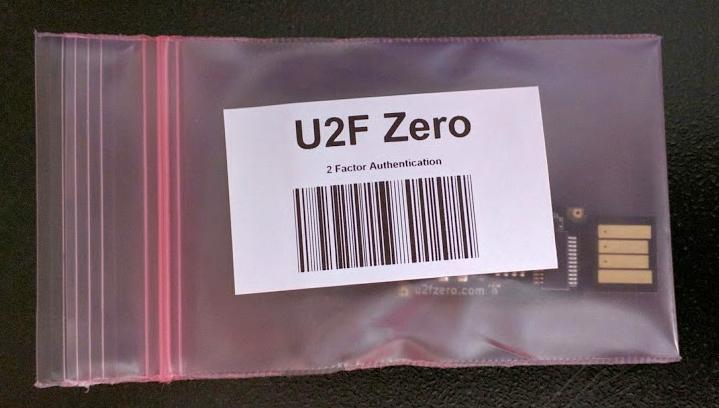 U2F Zero
2 Factor Authentication
u2fzero.com